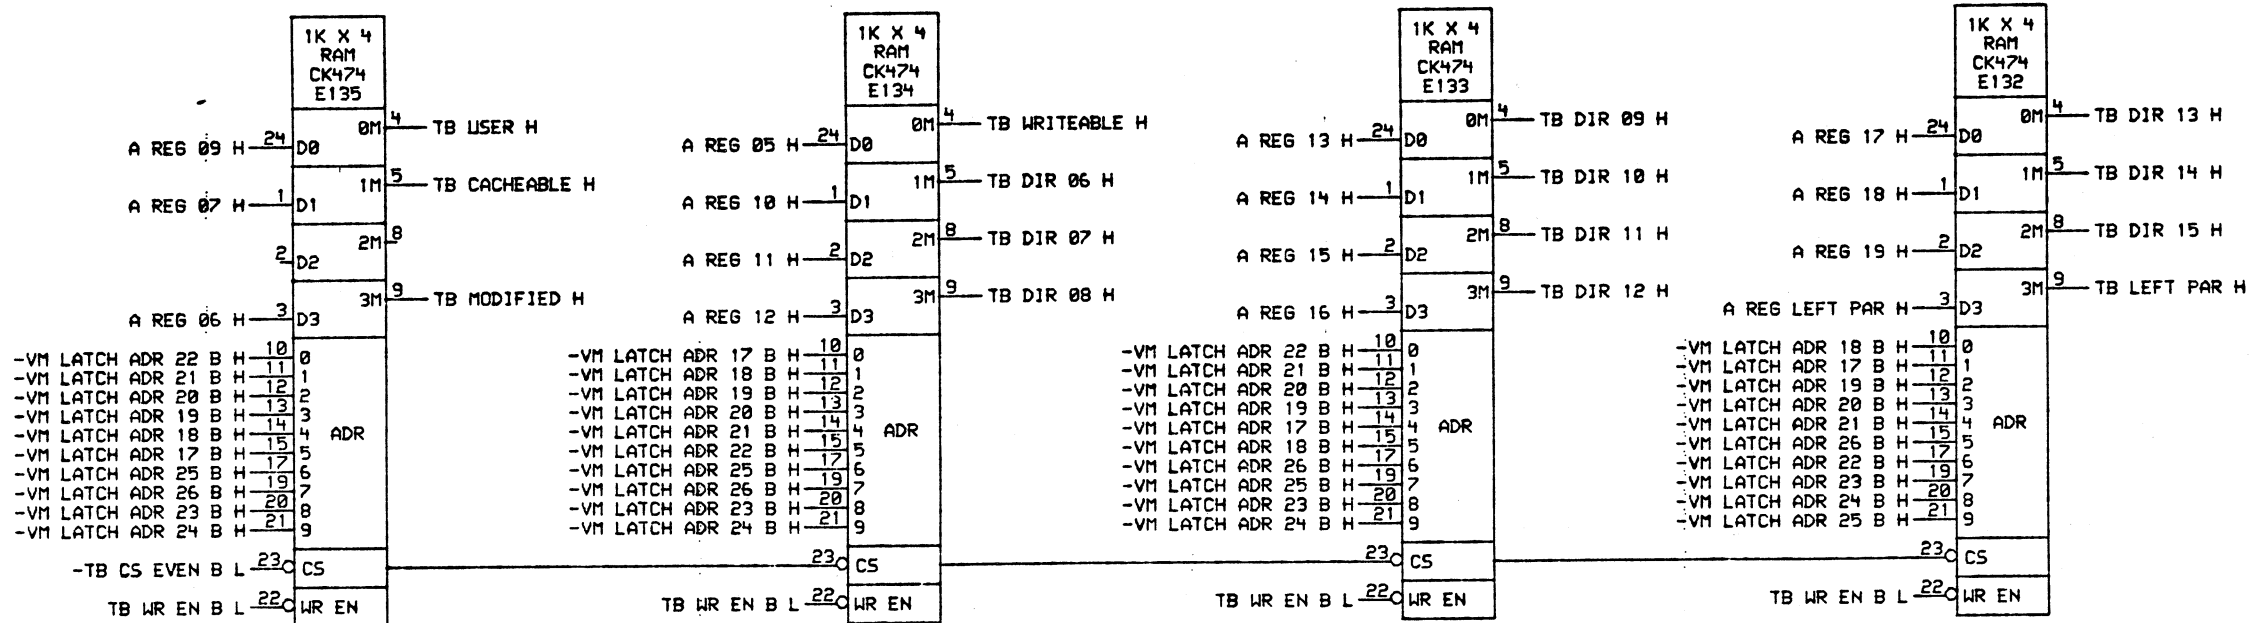 1K X 4
RAM
CK474
E135
0M 4 TB USER H
A REG 09 H 24 D0
1M 5 TB CACHEABLE H
A REG 07 H 1 D1
2M 8
2 D2
3M 9 TB MODIFIED H
A REG 06 H 3 D3
-VM LATCH ADR 22 B H 10 0
-VM LATCH ADR 21 B H 11 1
-VM LATCH ADR 20 B H 12 2
-VM LATCH ADR 19 B H 13 3
-VM LATCH ADR 18 B H 14 4 ADR
-VM LATCH ADR 17 B H 15 5
-VM LATCH ADR 25 B H 17 6
-VM LATCH ADR 26 B H 19 7
-VM LATCH ADR 23 B H 20 8
-VM LATCH ADR 24 B H 21 9
-TB CS EVEN B L 23 CS
TB WR EN B L 22 WR EN
1K X 4
RAM
CK474
E134
0M 4 TB WRITEABLE H
A REG 05 H 24 D0
1M 5 TB DIR 06 H
A REG 10 H 1 D1
2M 8 TB DIR 07 H
A REG 11 H 2 D2
3M 9 TB DIR 08 H
A REG 12 H 3 D3
-VM LATCH ADR 17 B H 10 0
-VM LATCH ADR 18 B H 11 1
-VM LATCH ADR 19 B H 12 2
-VM LATCH ADR 20 B H 13 3
-VM LATCH ADR 21 B H 14 4 ADR
-VM LATCH ADR 22 B H 15 5
-VM LATCH ADR 25 B H 17 6
-VM LATCH ADR 26 B H 19 7
-VM LATCH ADR 23 B H 20 8
-VM LATCH ADR 24 B H 21 9
23 CS
TB WR EN B L 22 WR EN
1K X 4
RAM
CK474
E133
0M 4 TB DIR 09 H
A REG 13 H 24 D0
1M 5 TB DIR 10 H
A REG 14 H 1 D1
2M 8 TB DIR 11 H
A REG 15 H 2 D2
3M 9 TB DIR 12 H
A REG 16 H 3 D3
-VM LATCH ADR 22 B H 10 0
-VM LATCH ADR 21 B H 11 1
-VM LATCH ADR 20 B H 12 2
-VM LATCH ADR 19 B H 13 3
-VM LATCH ADR 17 B H 14 4 ADR
-VM LATCH ADR 18 B H 15 5
-VM LATCH ADR 26 B H 17 6
-VM LATCH ADR 25 B H 19 7
-VM LATCH ADR 23 B H 20 8
-VM LATCH ADR 24 B H 21 9
23 CS
TB WR EN B L 22 WR EN
1K X 4
RAM
CK474
E132
0M 4 TB DIR 13 H
A REG 17 H 24 D0
1M 5 TB DIR 14 H
A REG 18 H 1 D1
2M 8 TB DIR 15 H
A REG 19 H 2 D2
3M 9 TB LEFT PAR H
A REG LEFT PAR H 3 D3
-VM LATCH ADR 18 B H 10 0
-VM LATCH ADR 17 B H 11 1
-VM LATCH ADR 19 B H 12 2
-VM LATCH ADR 20 B H 13 3
-VM LATCH ADR 21 B H 14 4 ADR
-VM LATCH ADR 26 B H 15 5
-VM LATCH ADR 22 B H 17 6
-VM LATCH ADR 23 B H 19 7
-VM LATCH ADR 24 B H 20 8
-VM LATCH ADR 25 B H 21 9
23 CS
TB WR EN B L 22 WR EN